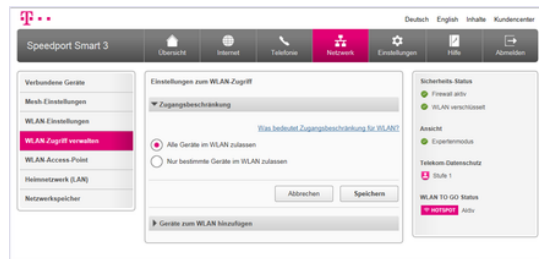 T
Deutsch English Inhalte Kundencenter
Speedport Smart 3
Übersicht
Internet
Telefonie
Netzwerk
Einstellungen
Hilfe
Abmelden
Verbundene Geräte
Mesh-Einstellungen
WLAN-Einstellungen
WLAN-Zugriff verwalten
WLAN-Access-Point
Heimnetzwerk (LAN)
Netzwerkspeicher
Einstellungen zum WLAN-Zugriff
Zugangsbeschränkung
Was bedeutet Zugangsbeschränkung für WLAN?
Alle Geräte im WLAN zulassen
Nur bestimmte Geräte im WLAN zulassen
Abbrechen
Speichern
Geräte zum WLAN hinzufügen
Sicherheits-Status
Firewall aktiv
WLAN verschlüsselt
Ansicht
Expertenmodus
Telekom-Datenschutz
Stufe 1
WLAN TO GO Status
HOTSPOT Aktiv